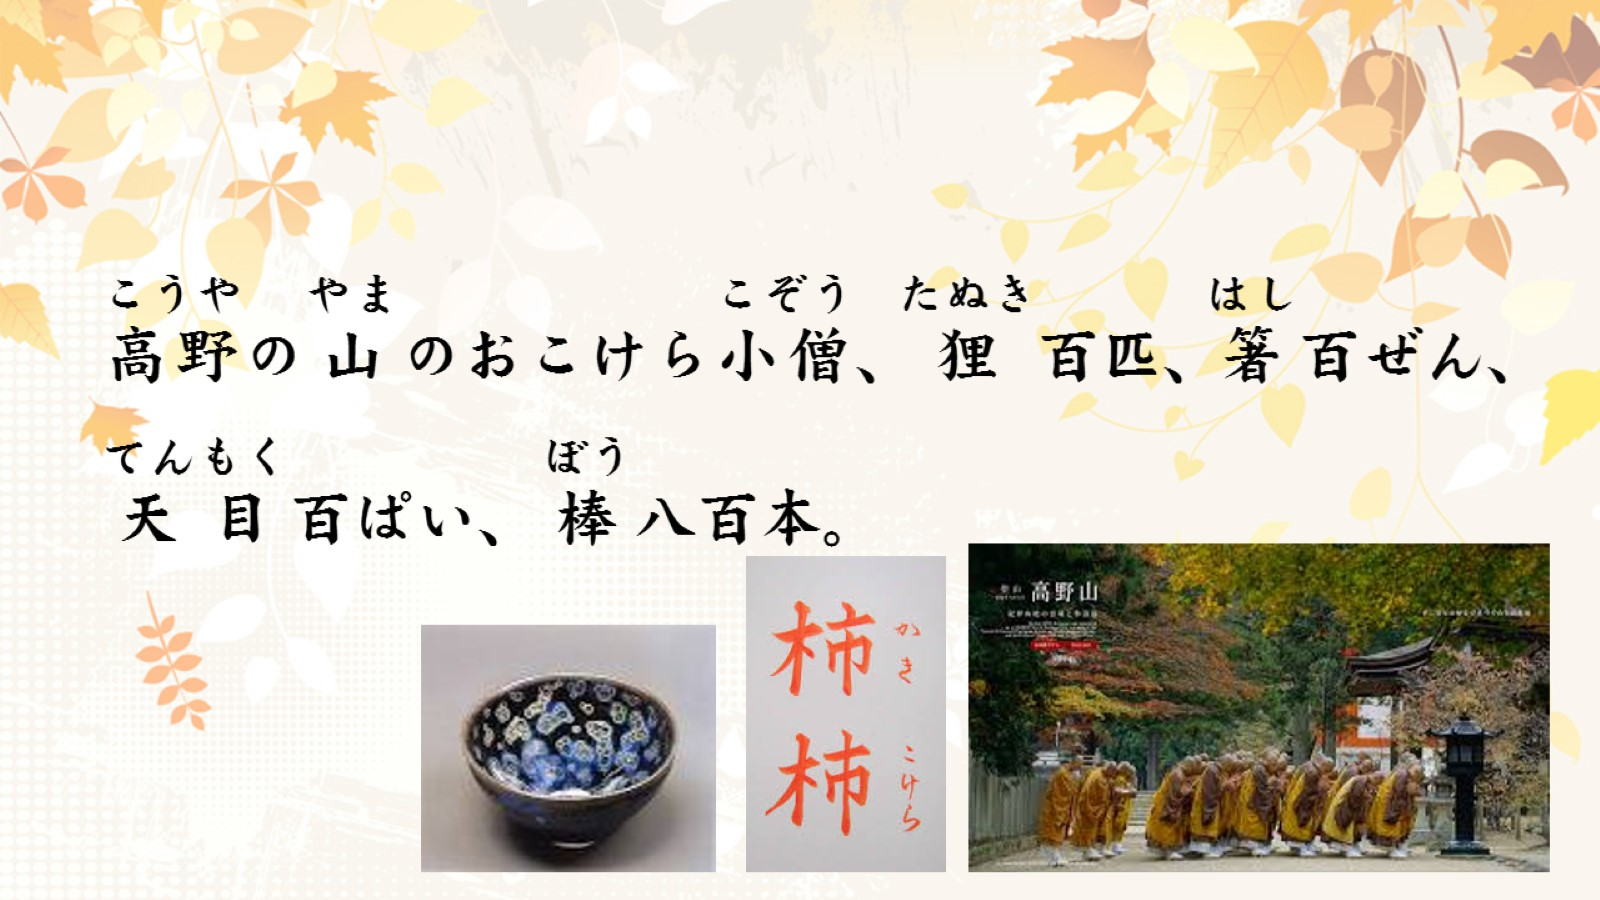 こうや やま こぞう たぬき はし
高野の山のおこけら小僧、狸百匹、箸百ぜん、
てんもく ぼう
天目百ぱい、棒八百本。
柿 かき
柿 こけら
高野山